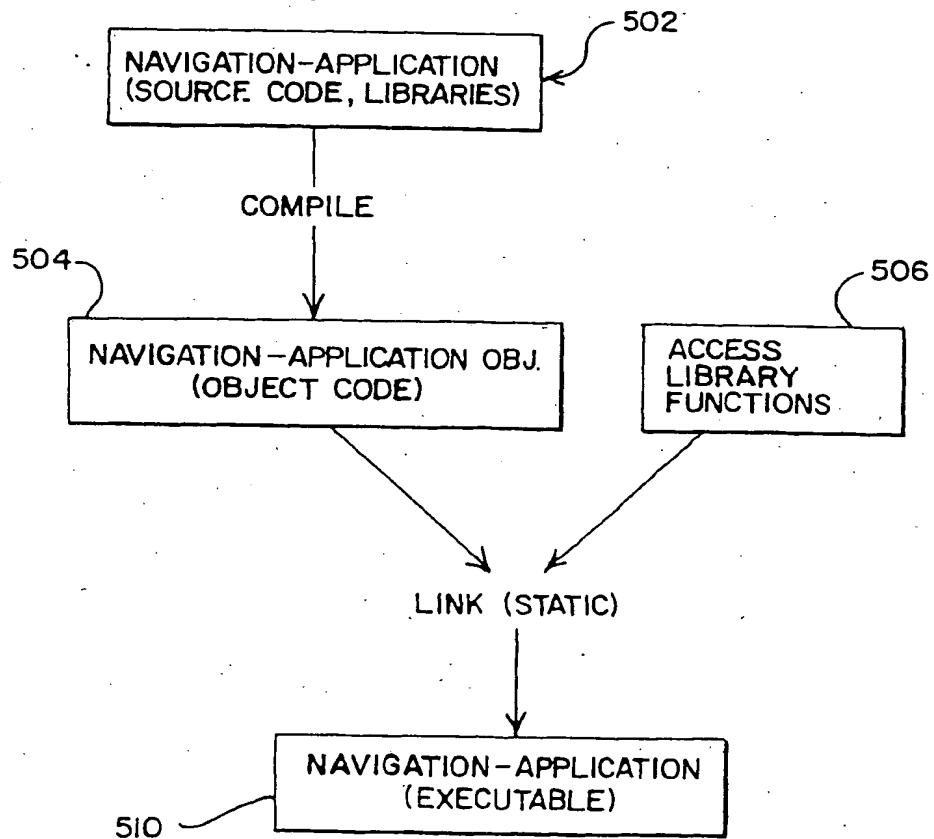 502
NAVIGATION-APPLICATION
(SOURCE CODE, LIBRARIES)
COMPILE
504
506
NAVIGATION-APPLICATION OBJ.
(OBJECT CODE)
ACCESS
LIBRARY
FUNCTIONS
LINK (STATIC)
NAVIGATION-APPLICATION
(EXECUTABLE)
510